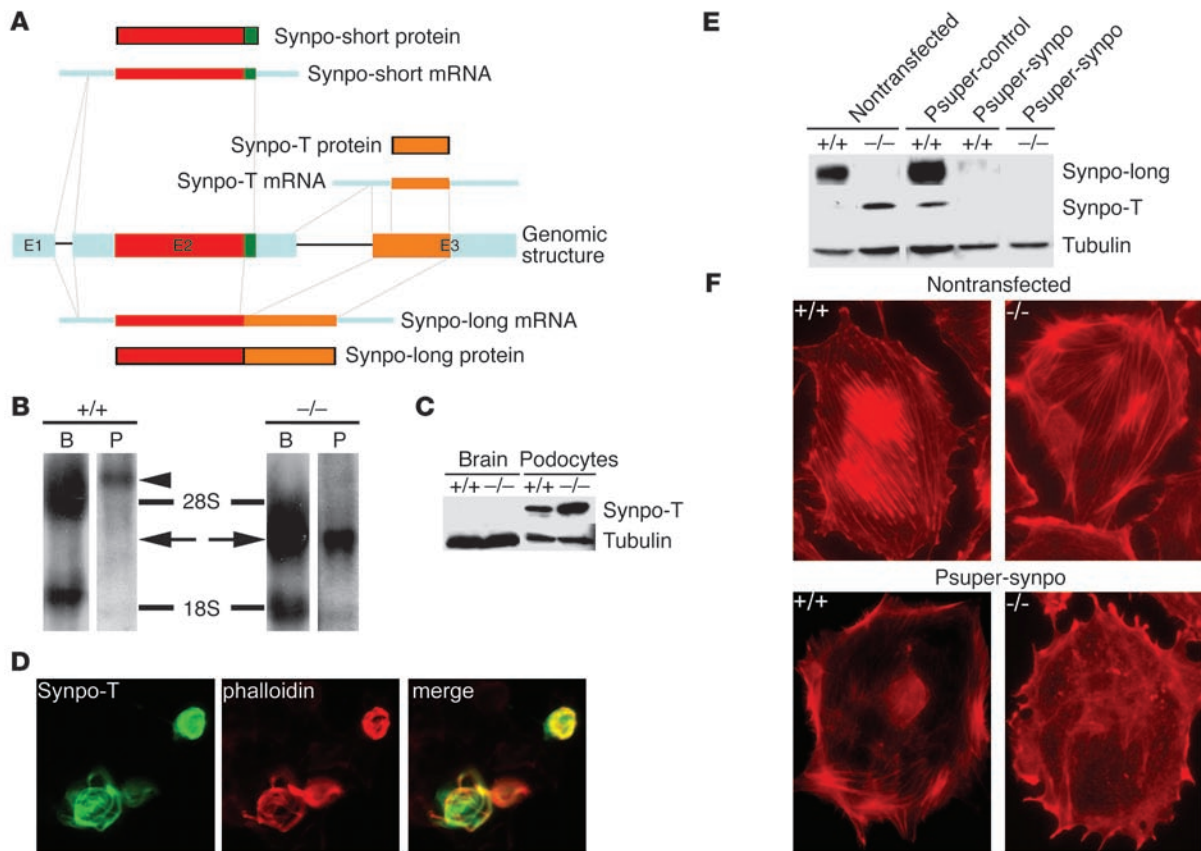 A
Synpo-short protein
Synpo-short mRNA
Synpo-T protein
Synpo-T mRNA
E1
E2
E3
Genomic
structure
Synpo-long mRNA
Synpo-long protein
B
+/+
–/–
B P
B P
28S
18S
C
Brain Podocytes
+/+ –/– +/+ –/–
Synpo-T
Tubulin
D
Synpo-T
phalloidin
merge
E
Nontransfected
Psuper-control
Psuper-synpo
Psuper-synpo
+/+ –/– +/+ +/+ –/–
Synpo-long
Synpo-T
Tubulin
F
Nontransfected
+/+
-/-
Psuper-synpo
+/+
-/-